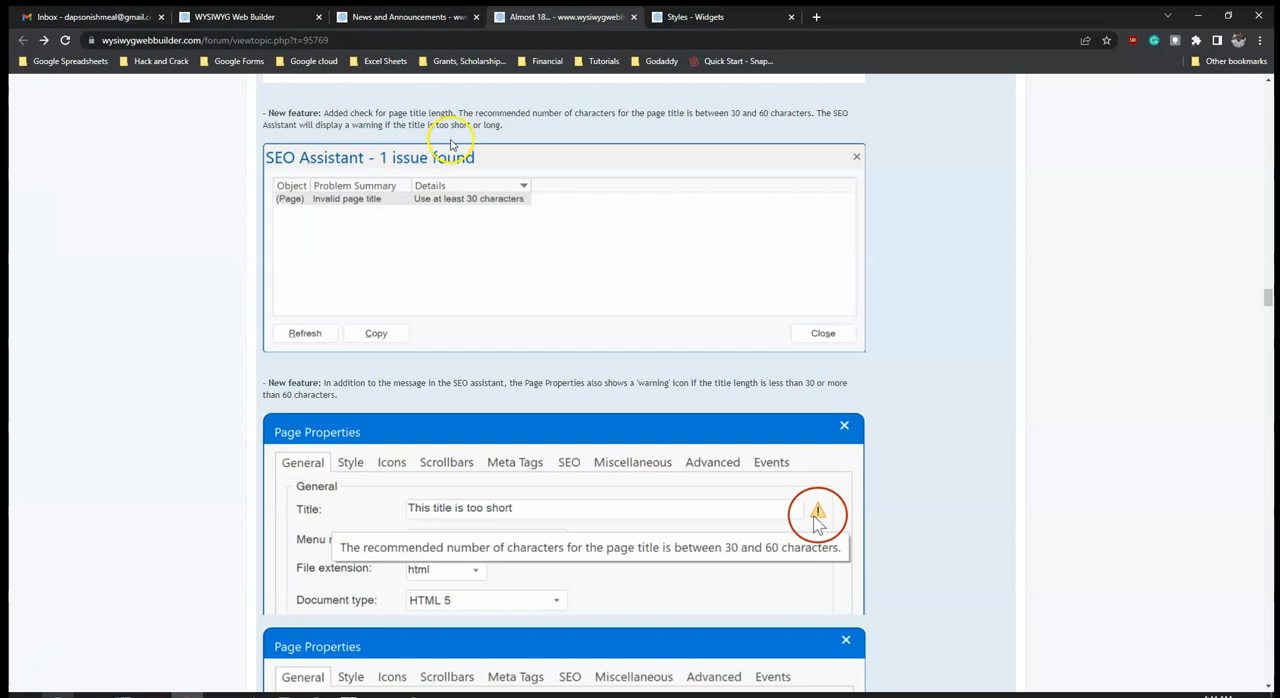 Inbox - dapsonishmeal@gmail.c
WYSIWYG Web Builder
News and Announcements - ww
Almost 18... - www.wysiwygwebb
Styles - Widgets
wysiwygwebbuilder.com/forum/viewtopic.php?t=95769
Google Spreadsheets
Hack and Crack
Google Forms
Google cloud
Excel Sheets
Grants, Scholarship...
Financial
Tutorials
Godaddy
Quick Start - Snap...
Other bookmarks
- New feature: Added check for page title length. The recommended number of characters for the page title is between 30 and 60 characters. The SEO
Assistant will display a warning if the title is too short or long.
SEO Assistant - 1 issue found
Object Problem Summary Details
(Page) Invalid page title Use at least 30 characters
Refresh Copy Close
- New feature: In addition to the message in the SEO assistant, the Page Properties also shows a 'warning' icon if the title length is less than 30 or more
than 60 characters.
Page Properties
General Style Icons Scrollbars Meta Tags SEO Miscellaneous Advanced Events
General
Title: This title is too short
Menu
The recommended number of characters for the page title is between 30 and 60 characters.
File extension: html
Document type: HTML 5
Page Properties
General Style Icons Scrollbars Meta Tags SEO Miscellaneous Advanced Events